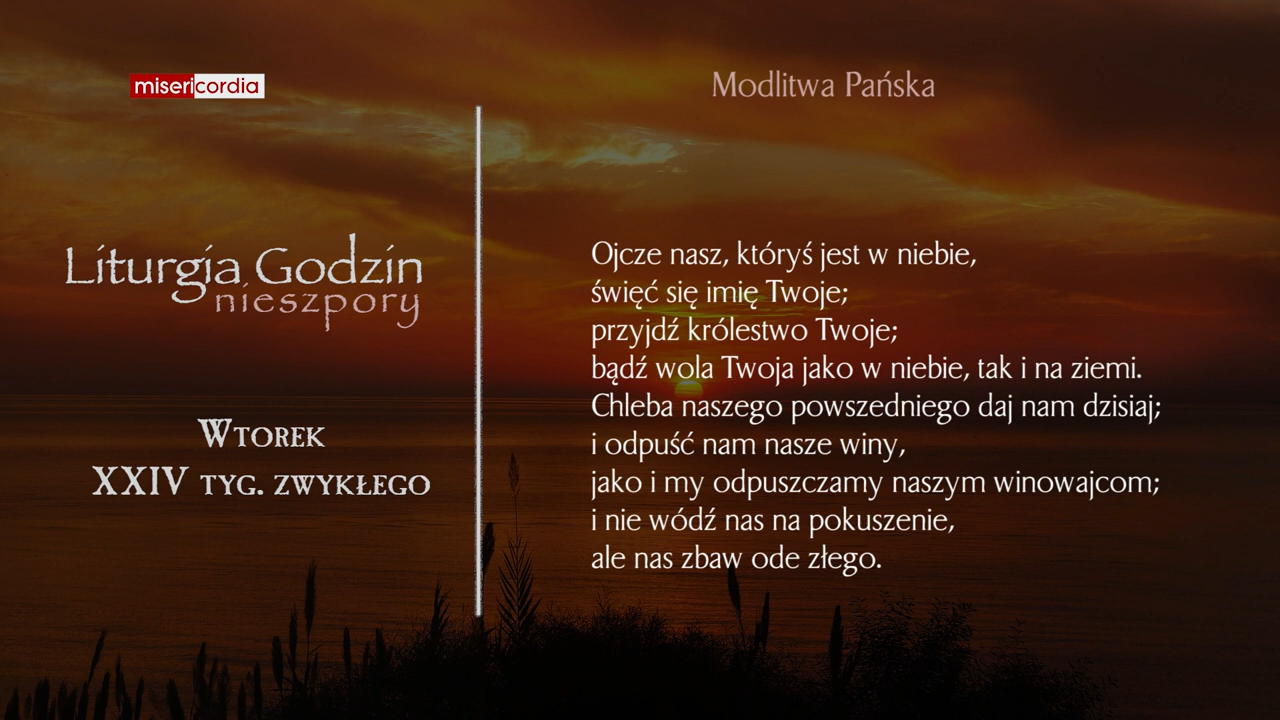 misericordia
Liturgia Godzin
nieszpory
Wtorek
XXIV tyg. zwykłego
Modlitwa Pańska
Ojcze nasz, któryś jest w niebie,
święć się imię Twoje;
przyjdź królestwo Twoje;
bądź wola Twoja jako w niebie, tak i na ziemi.
Chleba naszego powszedniego daj nam dzisiaj;
i odpuść nam nasze winy,
jako i my odpuszczamy naszym winowajcom;
i nie wódź nas na pokuszenie,
ale nas zbaw ode złego.